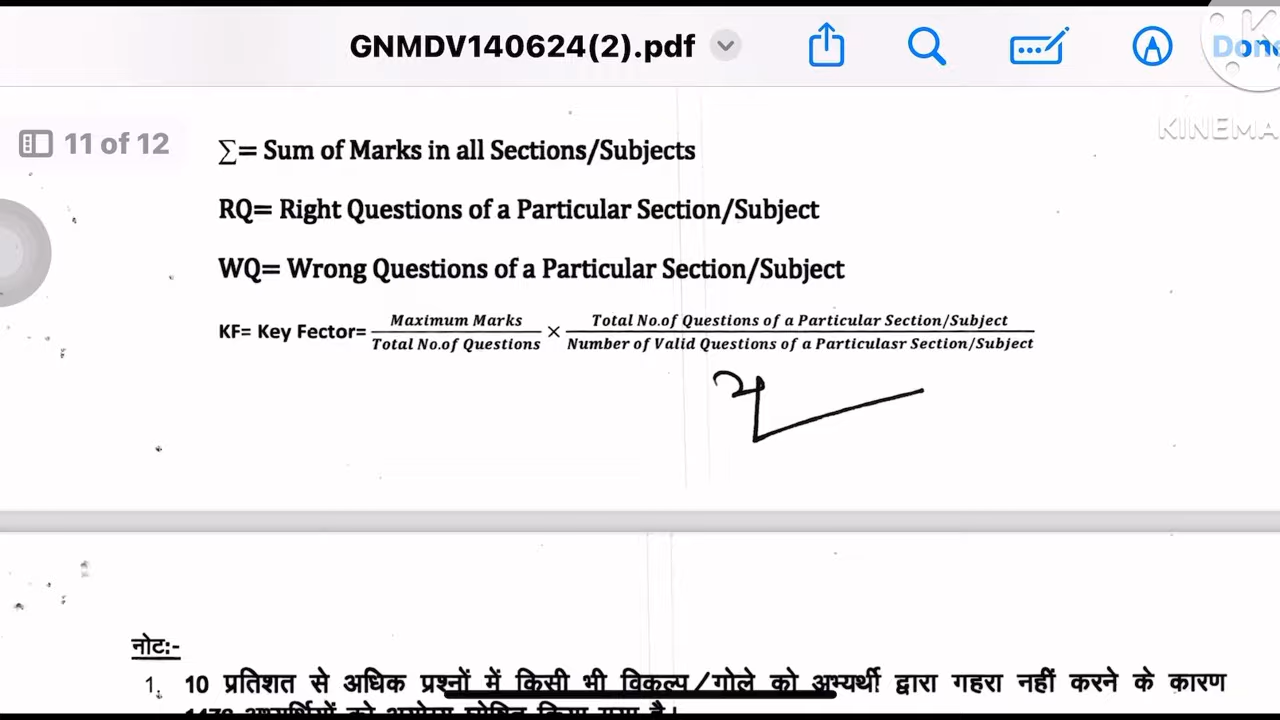 GNMDV140624(2).pdf
Done
KINEMA
11 of 12
∑= Sum of Marks in all Sections/Subjects
RQ= Right Questions of a Particular Section/Subject
WQ= Wrong Questions of a Particular Section/Subject
KF= Key Fector= Maximum Marks / Total No.of Questions × Total No.of Questions of a Particular Section/Subject / Number of Valid Questions of a Particulasr Section/Subject
नोट:-
1. 10 प्रतिशत से अधिक प्रश्नों में किसी भी विकल्प/गोले को अभ्यर्थी द्वारा गहरा नहीं करने के कारण